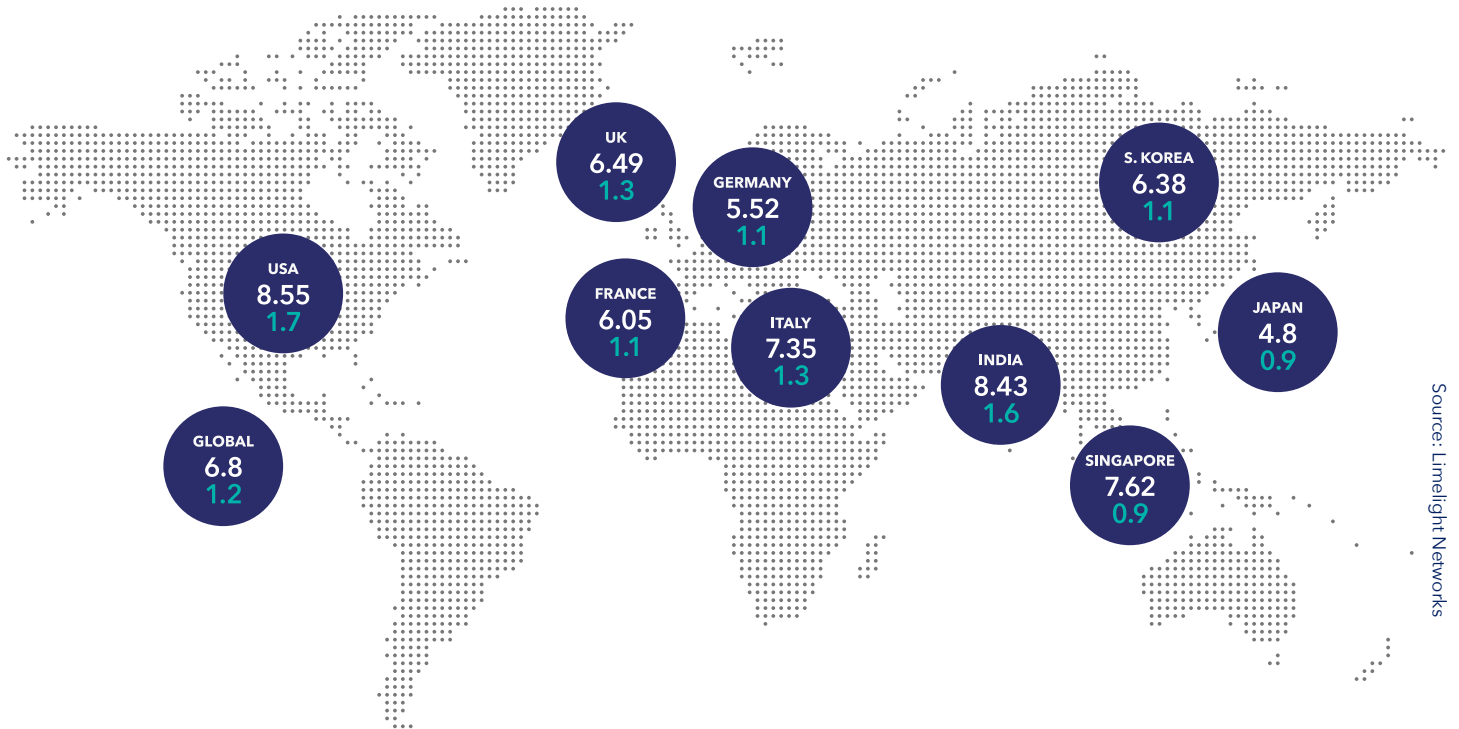 UK
6.49
1.3
GERMANY
5.52
1.1
S. KOREA
6.38
1.1
USA
8.55
1.7
FRANCE
6.05
1.1
ITALY
7.35
1.3
INDIA
8.43
1.6
JAPAN
4.8
0.9
GLOBAL
6.8
1.2
SINGAPORE
7.62
0.9
Source: Limelight Networks